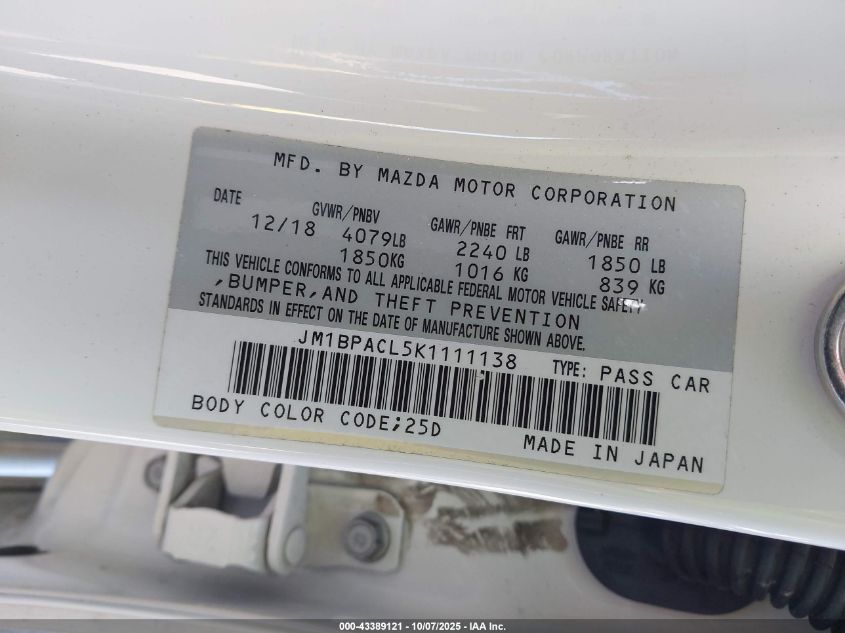 MFD. BY MAZDA MOTOR CORPORATION
DATE GVWR/PNBV GAWR/PNBE FRT GAWR/PNBE RR
12/18 4079LB 2240 LB 1850 LB
1850KG 1016 KG 839 KG
THIS VEHICLE CONFORMS TO ALL APPLICABLE FEDERAL MOTOR VEHICLE SAFETY
,BUMPER,AND THEFT PREVENTION
STANDARDS IN EFFECT ON THE DATE OF MANUFACTURE SHOWN ABOVE.
JM1BPACL5K1111138 TYPE: PASS CAR
BODY COLOR CODE;25D
MADE IN JAPAN
000-43389121 - 10/07/2025 - IAA Inc.